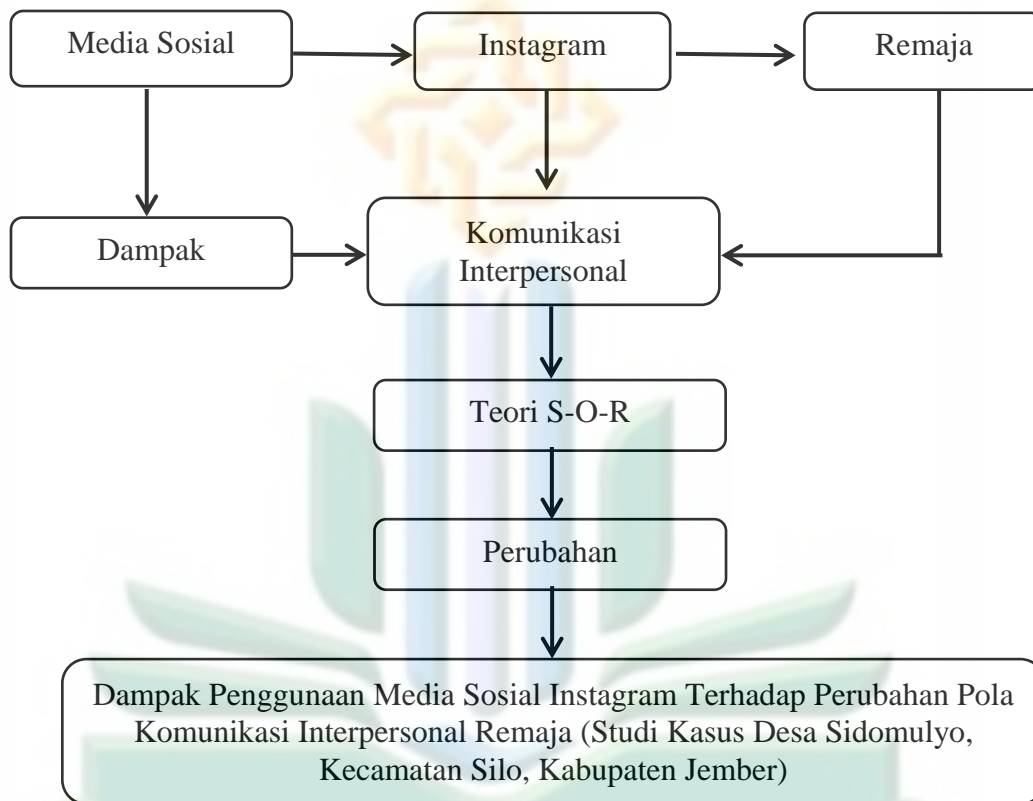 Media Sosial
Instagram
Remaja
Dampak
Komunikasi
Interpersonal
Teori S-O-R
Perubahan
Dampak Penggunaan Media Sosial Instagram Terhadap Perubahan Pola
Komunikasi Interpersonal Remaja (Studi Kasus Desa Sidomulyo,
Kecamatan Silo, Kabupaten Jember)